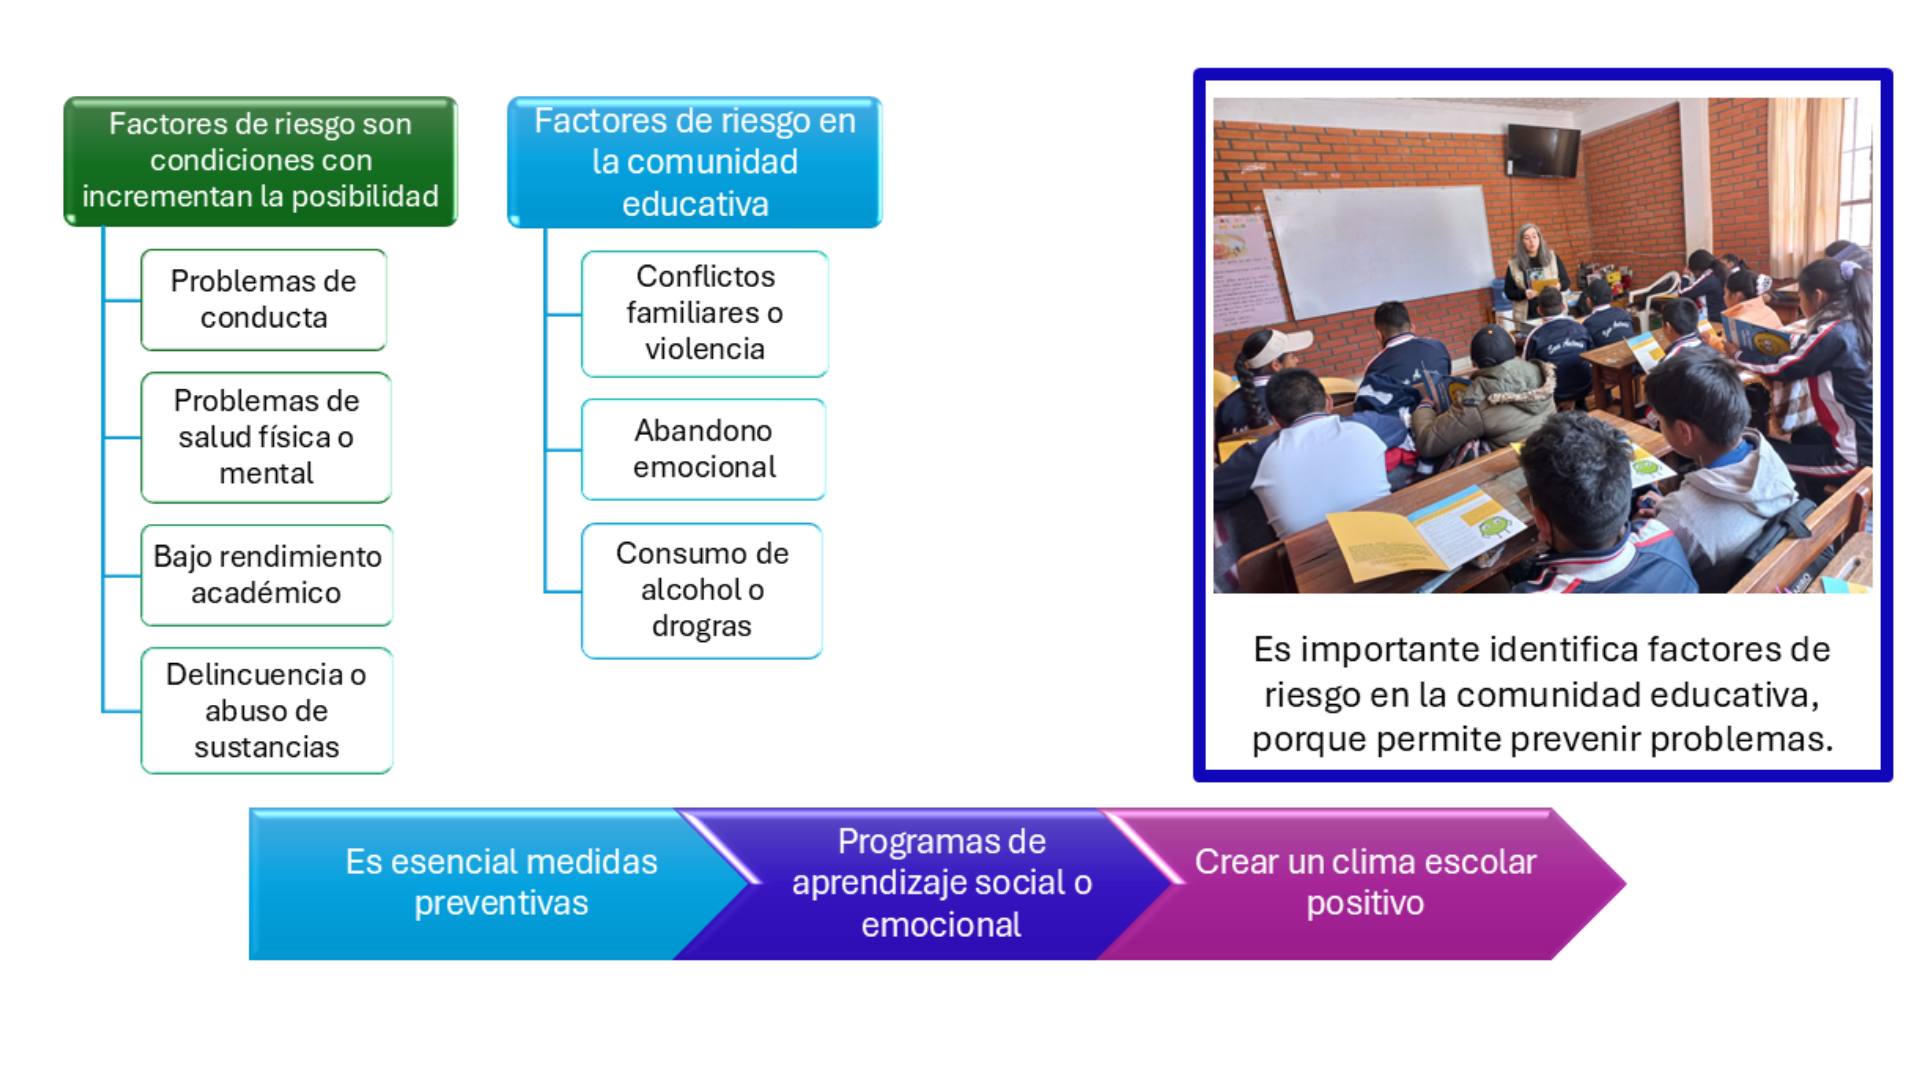 Factores de riesgo son
condiciones con
incrementan la posibilidad
Problemas de
conducta
Problemas de
salud física o
mental
Bajo rendimiento
académico
Delincuencia o
abuso de
sustancias
Factores de riesgo en
la comunidad
educativa
Conflictos
familiares o
violencia
Abandono
emocional
Consumo de
alcohol o
drogras
San Antonio
Es importante identifica factores de
riesgo en la comunidad educativa,
porque permite prevenir problemas.
Es esencial medidas
preventivas
Programas de
aprendizaje social o
emocional
Crear un clima escolar
positivo